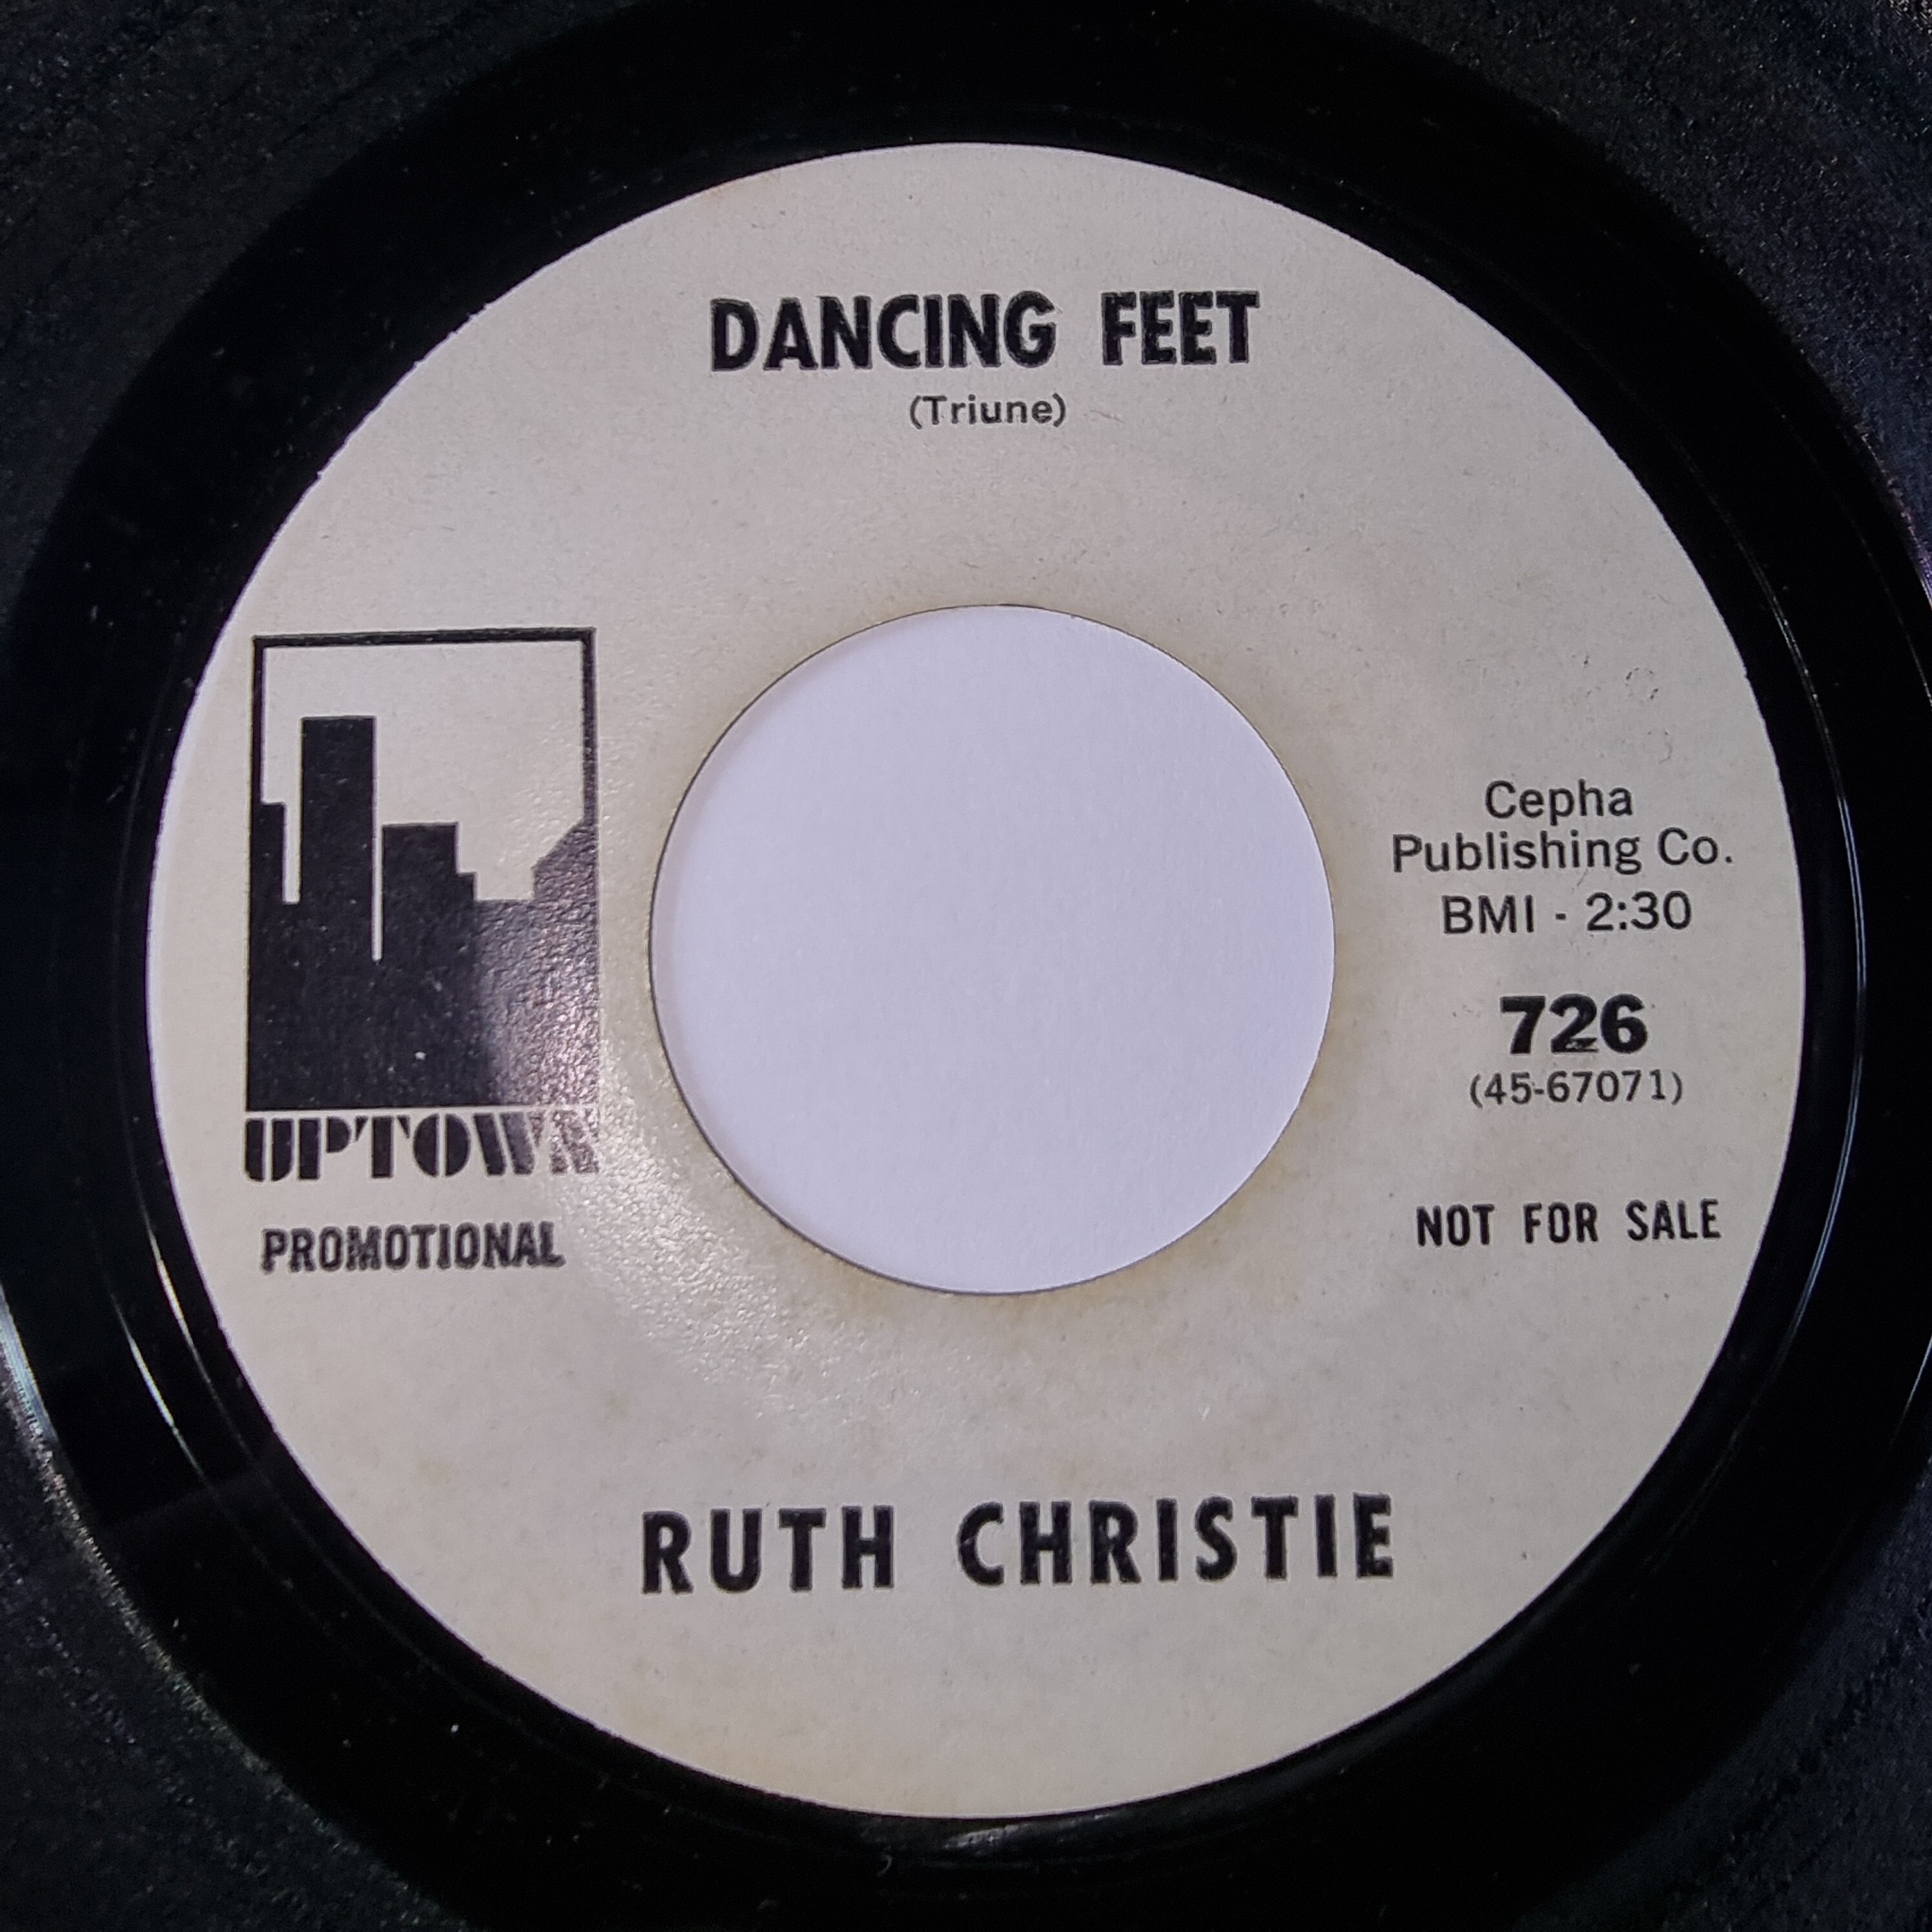 DANCING FEET
(Triune)
UPTOWN
PROMOTIONAL
Cepha
Publishing Co.
BMI - 2:30
726
(45-67071)
NOT FOR SALE
RUTH CHRISTIE